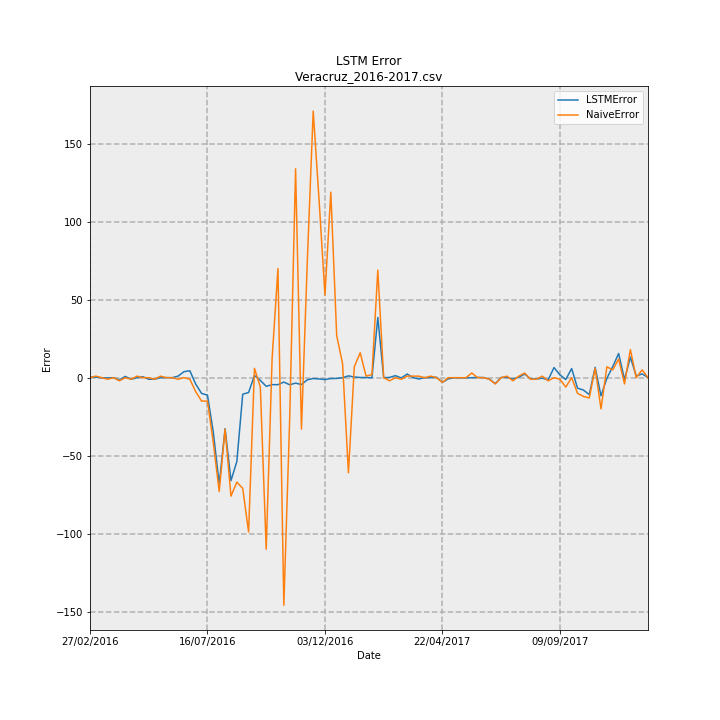 LSTM Error
Veracruz_2016-2017.csv
LSTMError
NaiveError
150
100
50
0
−50
−100
−150
Error
27/02/2016 16/07/2016 03/12/2016 22/04/2017 09/09/2017
Date